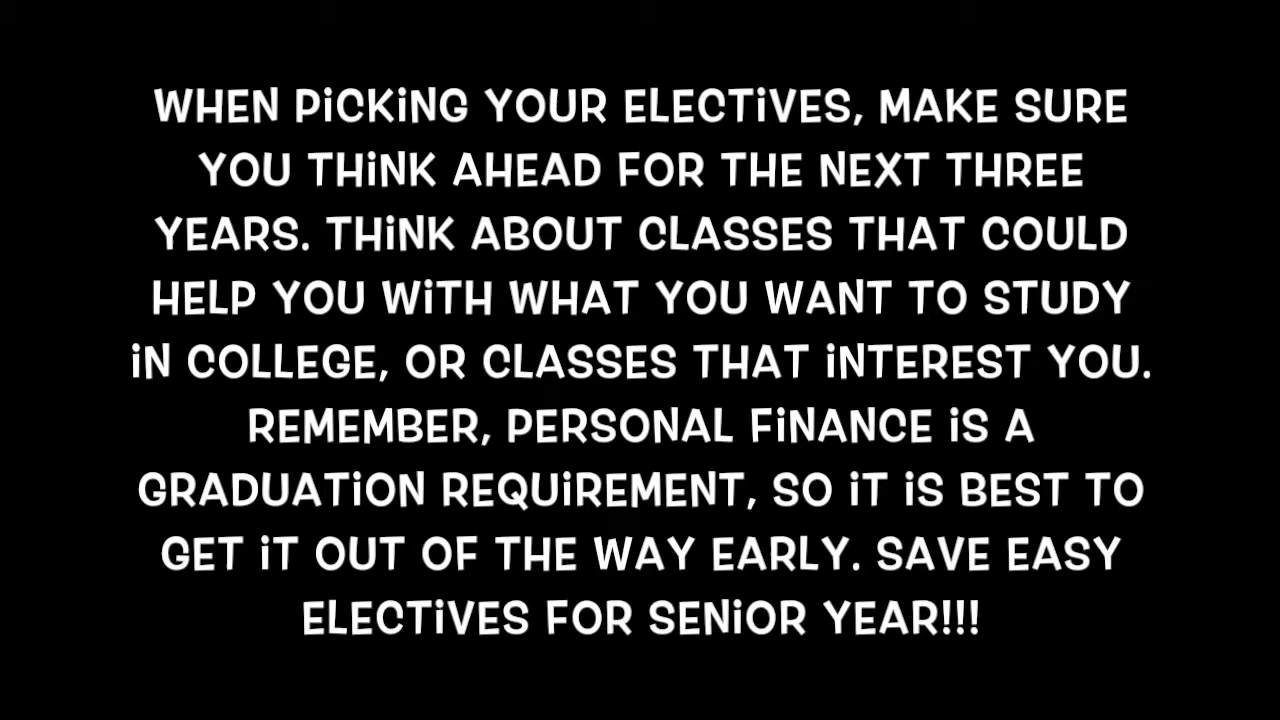 WHEN PiCKiNG YOUR ELECTiVES, MAKE SURE
YOU THiNK AHEAD FOR THE NEXT THREE
YEARS. THiNK ABOUT CLASSES THAT COULD
HELP YOU WiTH WHAT YOU WANT TO STUDY
iN COLLEGE, OR CLASSES THAT iNTEREST YOU.
REMEMBER, PERSONAL FiNANCE iS A
GRADUATiON REQUiREMENT, SO iT iS BEST TO
GET iT OUT OF THE WAY EARLY. SAVE EASY
ELECTiVES FOR SENiOR YEAR!!!